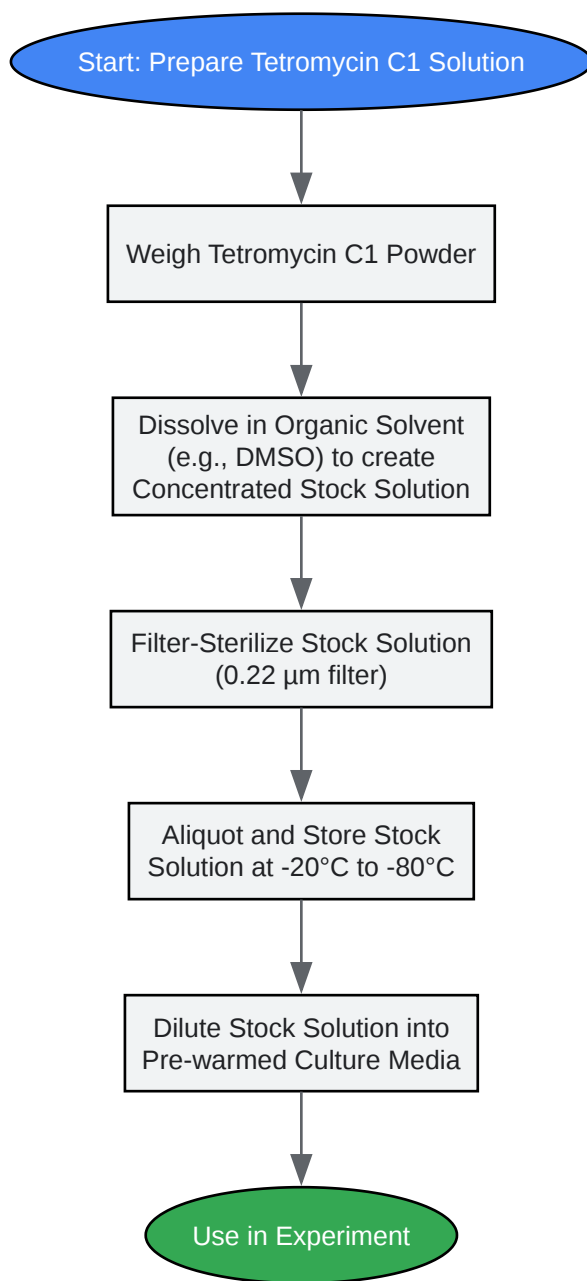 Start: Prepare Tetromycin C1 Solution
Weigh Tetromycin C1 Powder
Dissolve in Organic Solvent
(e.g., DMSO) to create
Concentrated Stock Solution
Filter-Sterilize Stock Solution
(0.22 µm filter)
Aliquot and Store Stock
Solution at -20°C to -80°C
Dilute Stock Solution into
Pre-warmed Culture Media
Use in Experiment